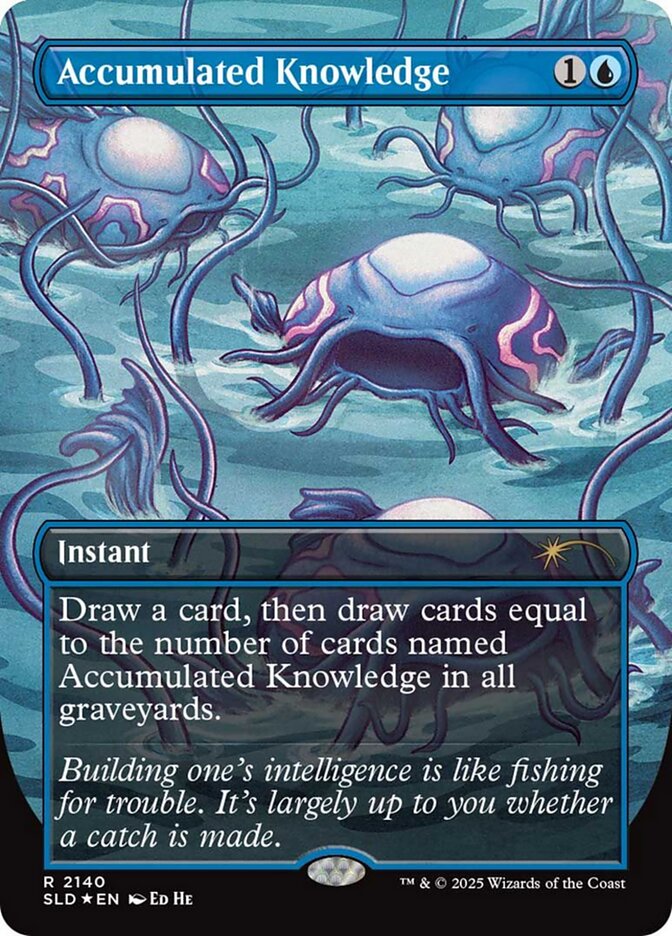 Accumulated Knowledge 1
Instant
Draw a card, then draw cards equal
to the number of cards named
Accumulated Knowledge in all
graveyards.
Building one's intelligence is like fishing
for trouble. It's largely up to you whether
a catch is made.
R 2140
SLD ★ EN Ed He
™ & © 2025 Wizards of the Coast